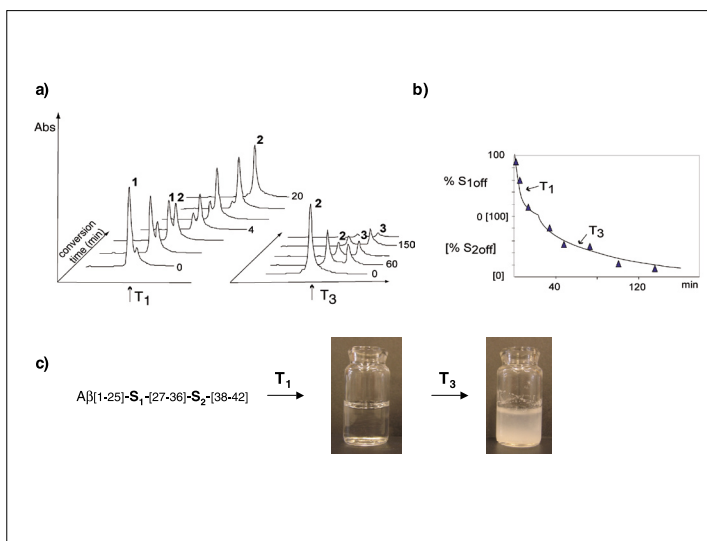 a)
Abs
1
1 2
2
20
4
0
conversion
time (min)
T1
2
2
3
3
150
60
0
T3
b)
100
% S1off
0 [100]
[% S2off]
[0]
T1
T3
40
120
min
c)
Aβ[1-25]-S1-[27-36]-S2-[38-42]
T1
T3